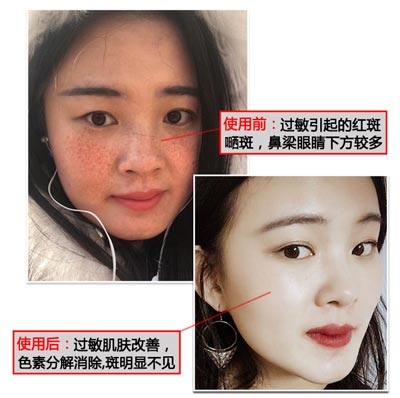 使用前：过敏引起的红斑
晒斑，鼻梁眼睛下方较多
使用后：过敏肌肤改善，
色素分解消除,斑明显不见